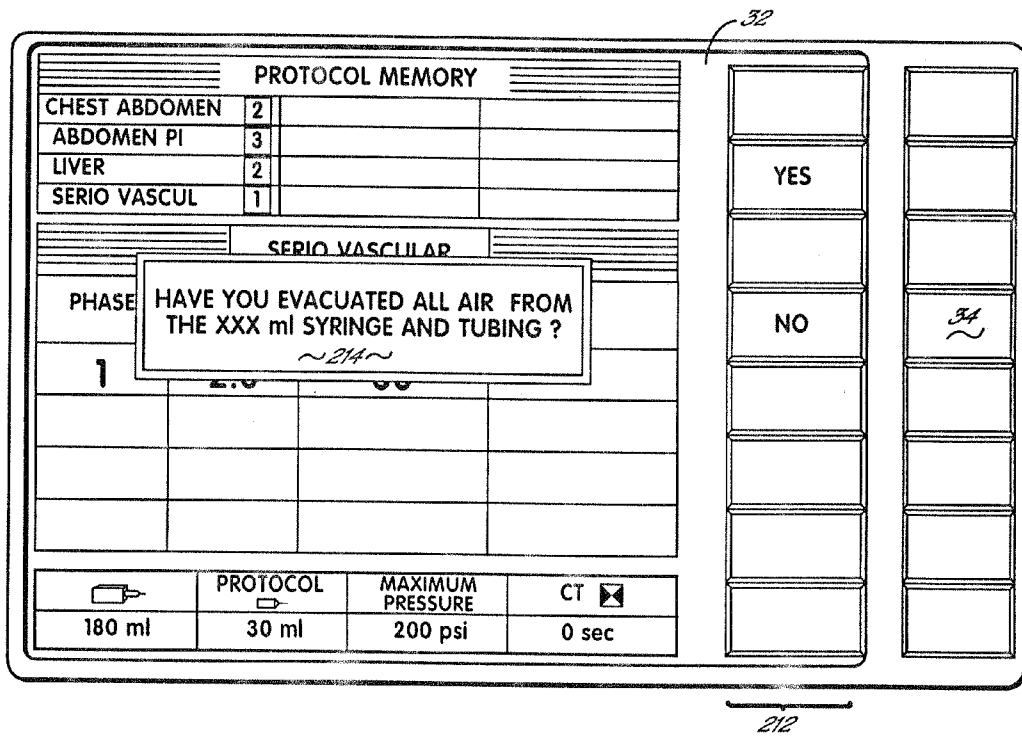 32
PROTOCOL MEMORY
CHEST ABDOMEN 2
ABDOMEN PI 3
LIVER 2
SERIO VASCUL 1
SERIO VASCULAR
PHASE
HAVE YOU EVACUATED ALL AIR FROM
THE XXX ml SYRINGE AND TUBING ?
~214~
1
YES
NO
34
PROTOCOL
MAXIMUM
PRESSURE
CT
180 ml 30 ml 200 psi 0 sec
212